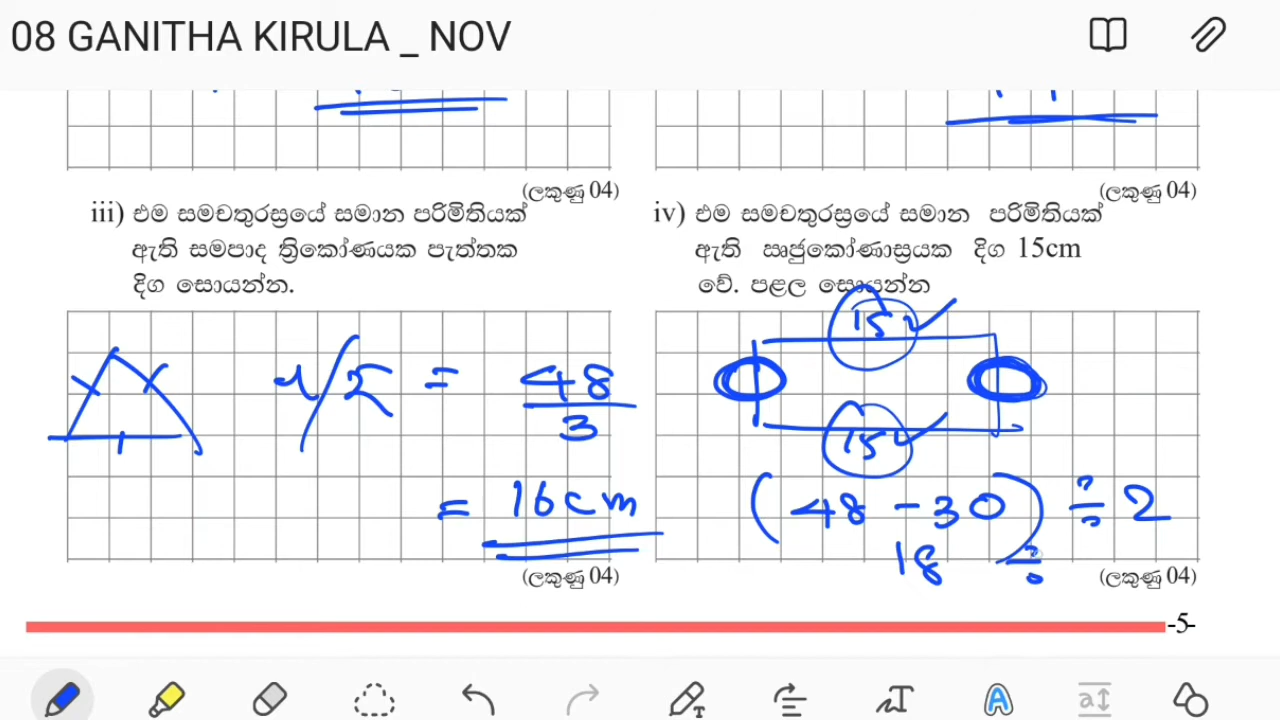 08 GANITHA KIRULA _ NOV
(ලකුණු 04)
(ලකුණු 04)
iii) එම සමචතුරස්‍රයේ සමාන පරිමිතියක්
ඇති සමපාද ත්‍රිකෝණයක පැත්තක
දිග සොයන්න.
= 48
3
= 16cm
(ලකුණු 04)
iv) එම සමචතුරස්‍රයේ සමාන පරිමිතියක්
ඇති ඍජුකෝණාස්‍රයක දිග 15cm
වේ. පළල සොයන්න
15
15
(48 - 30) ÷ 2
18 ÷
(ලකුණු 04)
-5-